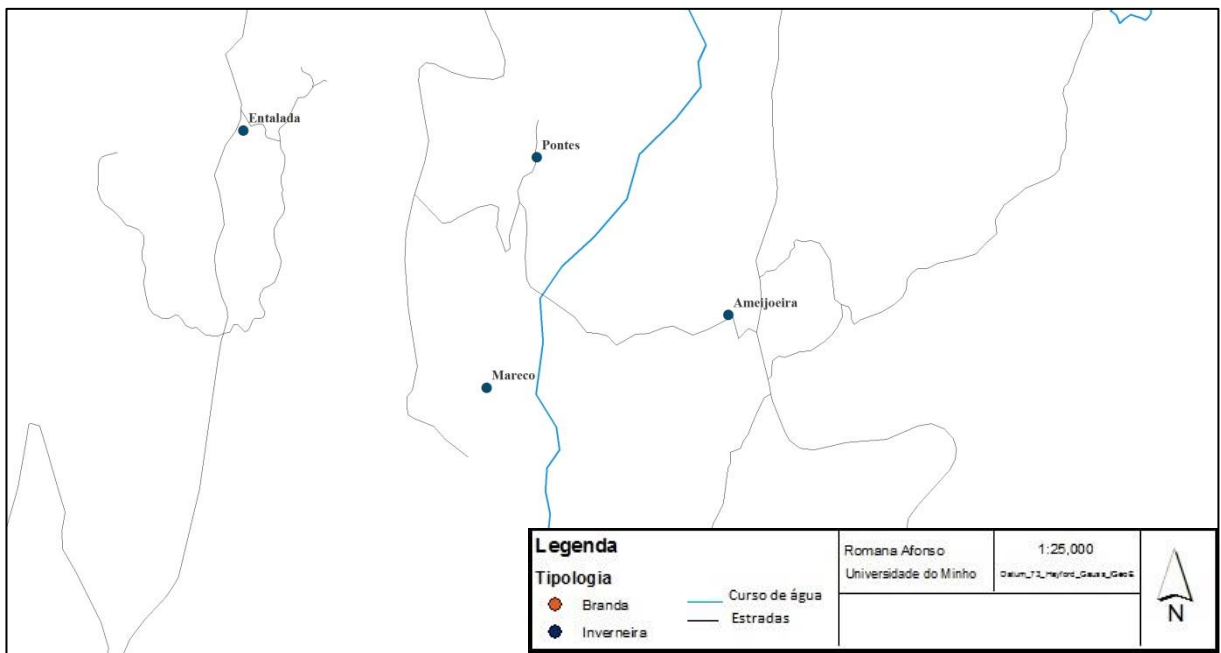 Entalada
Pontes
Ameijoeira
Mareco
Legenda
Tipologia
Branda
Inverneira
Curso de água
Estradas
Romana Afonso
Universidade do Minho
1:25,000
N